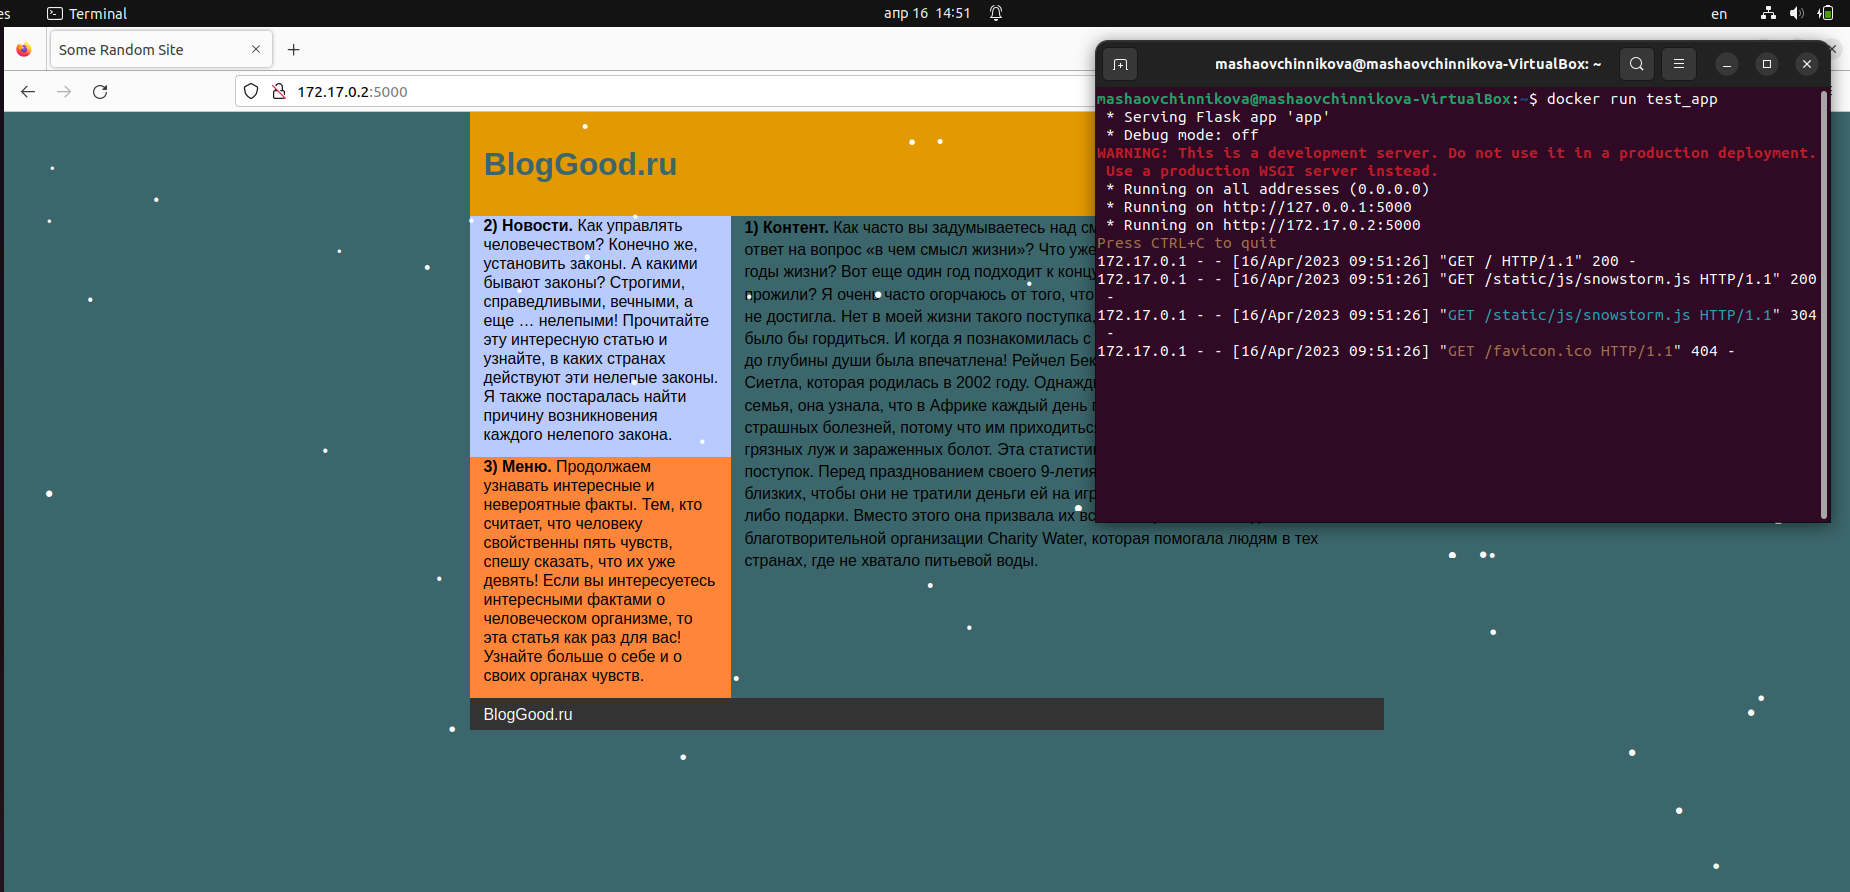 es
Terminal
апр 16 14:51
en
Some Random Site
172.17.0.2:5000
BlogGood.ru
2) Новости. Как управлять
человечеством? Конечно же,
установить законы. А какими
бывают законы? Строгими,
справедливыми, вечными, а
еще … нелепыми! Прочитайте
эту интересную статью и
узнайте, в каких странах
действуют эти нелепые законы.
Я также постаралась найти
причину возникновения
каждого нелепого закона.
3) Меню. Продолжаем
узнавать интересные и
невероятные факты. Тем, кто
считает, что человеку
свойственны пять чувств,
спешу сказать, что их уже
девять! Если вы интересуетесь
интересными фактами о
человеческом организме, то
эта статья как раз для вас!
Узнайте больше о себе и о
своих органах чувств.
1) Контент. Как часто вы задумываетесь над
ответ на вопрос «в чем смысл жизни»? Что уже
годы жизни? Вот еще один год подходит к концу
прожили? Я очень часто огорчаюсь от того, что
не достигла. Нет в моей жизни такого поступка,
было бы гордиться. И когда я познакомилась с
до глубины души была впечатлена! Рейчел Бек
Сиетла, которая родилась в 2002 году. Однажды
семья, она узнала, что в Африке каждый день
страшных болезней, потому что им приходиться
грязных луж и зараженных болот. Эта статисти
поступок. Перед празднованием своего 9-летия
близких, чтобы они не тратили деньги ей на игр
либо подарки. Вместо этого она призвала их
благотворительной организации Charity Water, которая помогала людям в тех
странах, где не хватало питьевой воды.
BlogGood.ru
mashaovchinnikova@mashaovchinnikova-VirtualBox: ~
mashaovchinnikova@mashaovchinnikova-VirtualBox:~$ docker run test_app
* Serving Flask app 'app'
* Debug mode: off
WARNING: This is a development server. Do not use it in a production deployment.
Use a production WSGI server instead.
* Running on all addresses (0.0.0.0)
* Running on http://127.0.0.1:5000
* Running on http://172.17.0.2:5000
Press CTRL+C to quit
172.17.0.1 - - [16/Apr/2023 09:51:26] "GET / HTTP/1.1" 200 -
172.17.0.1 - - [16/Apr/2023 09:51:26] "GET /static/js/snowstorm.js HTTP/1.1" 200
-
172.17.0.1 - - [16/Apr/2023 09:51:26] "GET /static/js/snowstorm.js HTTP/1.1" 304
-
172.17.0.1 - - [16/Apr/2023 09:51:26] "GET /favicon.ico HTTP/1.1" 404 -